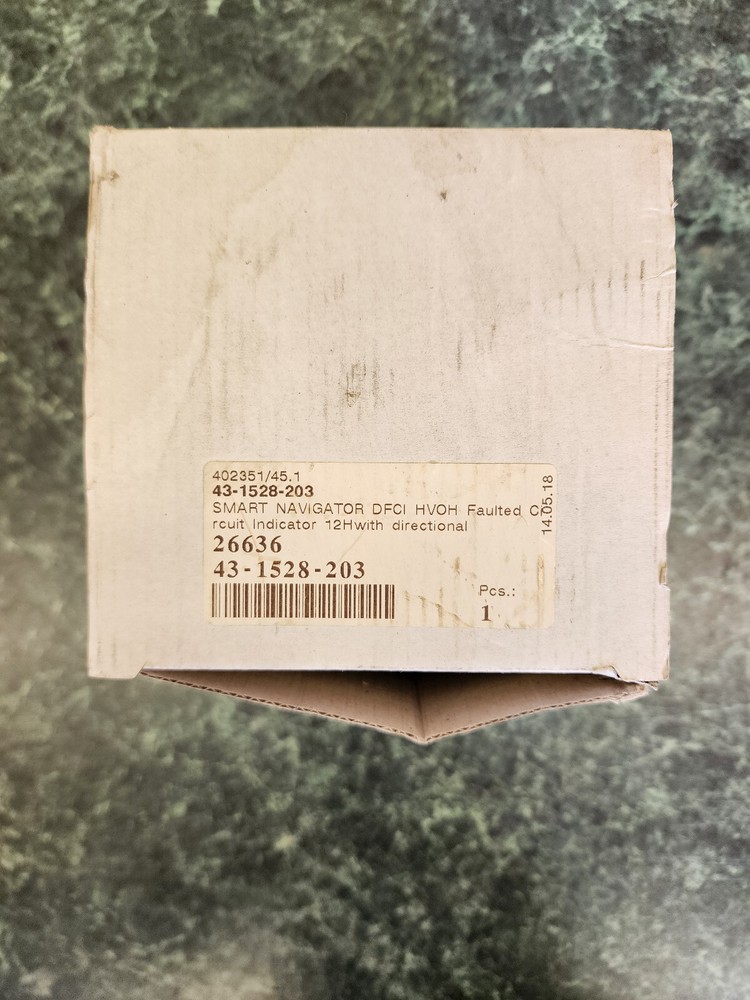 402351/45.1
43-1528-203
SMART NAVIGATOR DFCI HVOH Faulted Ci
rcuit Indicator 12Hwith directional
26636
43-1528-203
Pcs.:
1
14.05.18